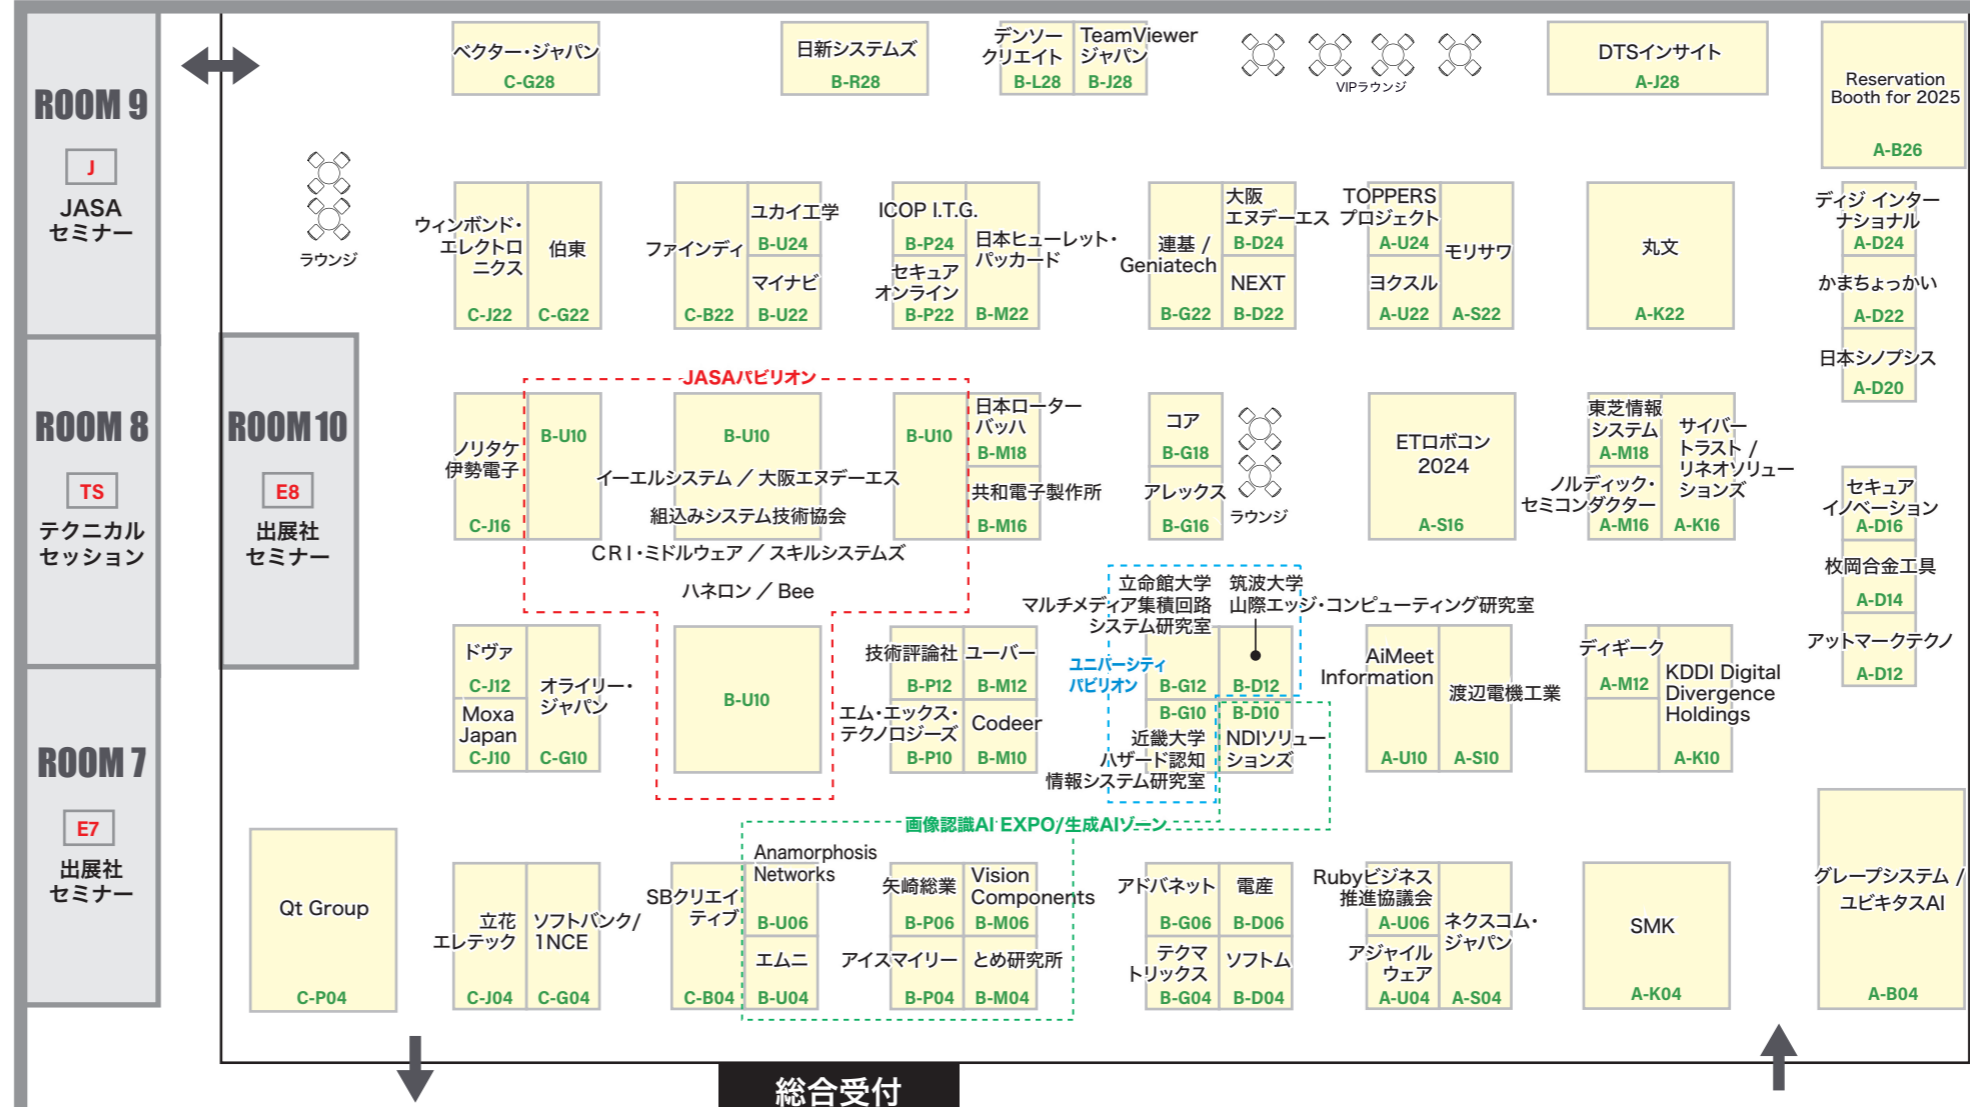 ROOM 9
J
JASA
セミナー
ROOM 8
TS
テクニカル
セッション
ROOM 7
E7
出展社
セミナー
ROOM 10
E8
出展社
セミナー
ラウンジ
ベクター・ジャパン
C-G28
日新システムズ
B-R28
デンソー
クリエイト
B-L28
TeamViewer
ジャパン
B-J28
VIPラウンジ
DTSインサイト
A-J28
Reservation
Booth for 2025
A-B26
ウィンボンド・
エレクトロ
ニクス
C-J22
伯東
C-G22
ファインディ
C-B22
ユカイ工学
B-U24
マイナビ
B-U22
ICOP I.T.G.
B-P24
セキュア
オンライン
B-P22
日本ヒューレット・
パッカード
B-M22
連基 /
Geniatech
B-G22
大阪
エヌデーエス
B-D24
NEXT
B-D22
TOPPERS
プロジェクト
A-U24
ヨクスル
A-U22
モリサワ
A-S22
丸文
A-K22
ディジ インター
ナショナル
A-D24
かまちょっかい
A-D22
日本シノプシス
A-D20
JASAパビリオン
ノリタケ
伊勢電子
C-J16
B-U10
B-U10
B-U10
イーエルシステム ／ 大阪エヌデーエス
組込みシステム技術協会
CRI・ミドルウェア ／ スキルシステムズ
ハネロン ／ Bee
日本ローター
バッハ
B-M18
共和電子製作所
B-M16
コア
B-G18
アレックス
B-G16
ラウンジ
ETロボコン
2024
A-S16
東芝情報
システム
A-M18
ノルディック・
セミコンダクター
A-M16
サイバー
トラスト /
リネオソリュー
ションズ
A-K16
セキュア
イノベーション
A-D16
枚岡合金工具
A-D14
アットマークテクノ
A-D12
ドヴァ
C-J12
Moxa
Japan
C-J10
オライリー・
ジャパン
C-G10
B-U10
技術評論社
B-P12
ユーバー
B-M12
エム・エックス・
テクノロジーズ
B-P10
Codeer
B-M10
立命館大学
マルチメディア集積回路
システム研究室
筑波大学
山際エッジ・コンピューティング研究室
ユニバーシティ
パビリオン
B-G12
B-D12
B-G10
近畿大学
ハザード認知
情報システム研究室
B-D10
NDIソリュー
ションズ
AiMeet
Information
A-U10
渡辺電機工業
A-S10
ディギーク
A-M12
KDDI Digital
Divergence
Holdings
A-K10
画像認識AI EXPO/生成AIゾーン
Qt Group
C-P04
立花
エレテック
C-J04
ソフトバンク/
1NCE
C-G04
SBクリエイ
ティブ
C-B04
Anamorphosis
Networks
B-U06
エムニ
B-U04
矢崎総業
B-P06
アイスマイリー
B-P04
Vision
Components
B-M06
とめ研究所
B-M04
アドバネット
B-G06
テクマ
トリックス
B-G04
電産
B-D06
ソフトム
B-D04
Rubyビジネス
推進協議会
A-U06
アジャイル
ウェア
A-U04
ネクスコム・
ジャパン
A-S04
SMK
A-K04
グレープシステム /
ユビキタスAI
A-B04
総合受付